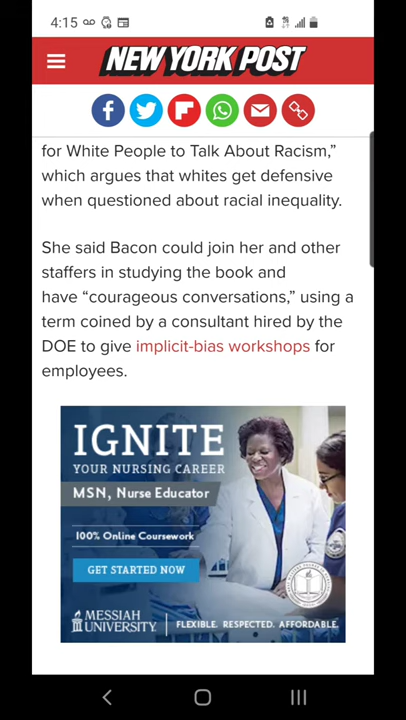 4:15
NEW YORK POST
for White People to Talk About Racism,”
which argues that whites get defensive
when questioned about racial inequality.
She said Bacon could join her and other
staffers in studying the book and
have “courageous conversations,” using a
term coined by a consultant hired by the
DOE to give implicit-bias workshops for
employees.
IGNITE
YOUR NURSING CAREER
MSN, Nurse Educator
100% Online Coursework
GET STARTED NOW
MESSIAH
UNIVERSITY
FLEXIBLE. RESPECTED. AFFORDABLE.